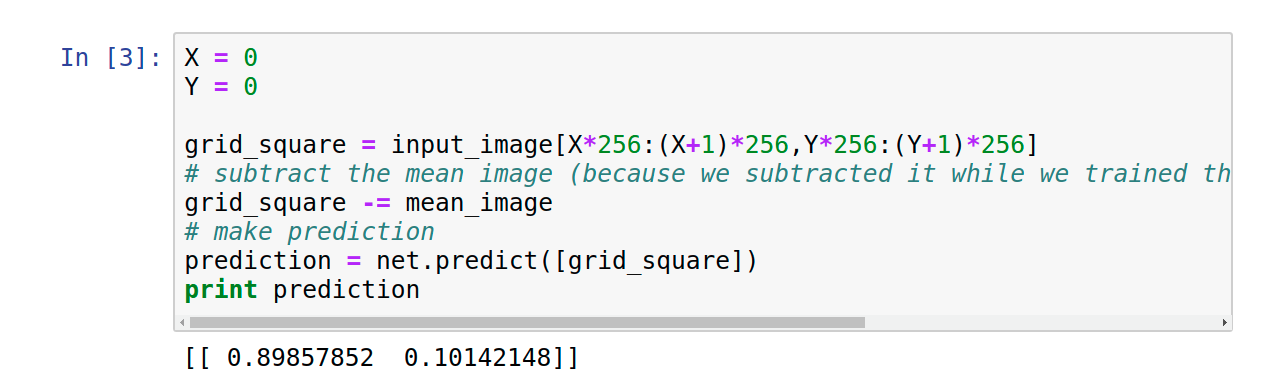 In [3]: X = 0
Y = 0
grid_square = input_image[X*256:(X+1)*256,Y*256:(Y+1)*256]
# subtract the mean image (because we subtracted it while we trained th
grid_square -= mean_image
# make prediction
prediction = net.predict([grid_square])
print prediction
[[ 0.89857852  0.10142148]]